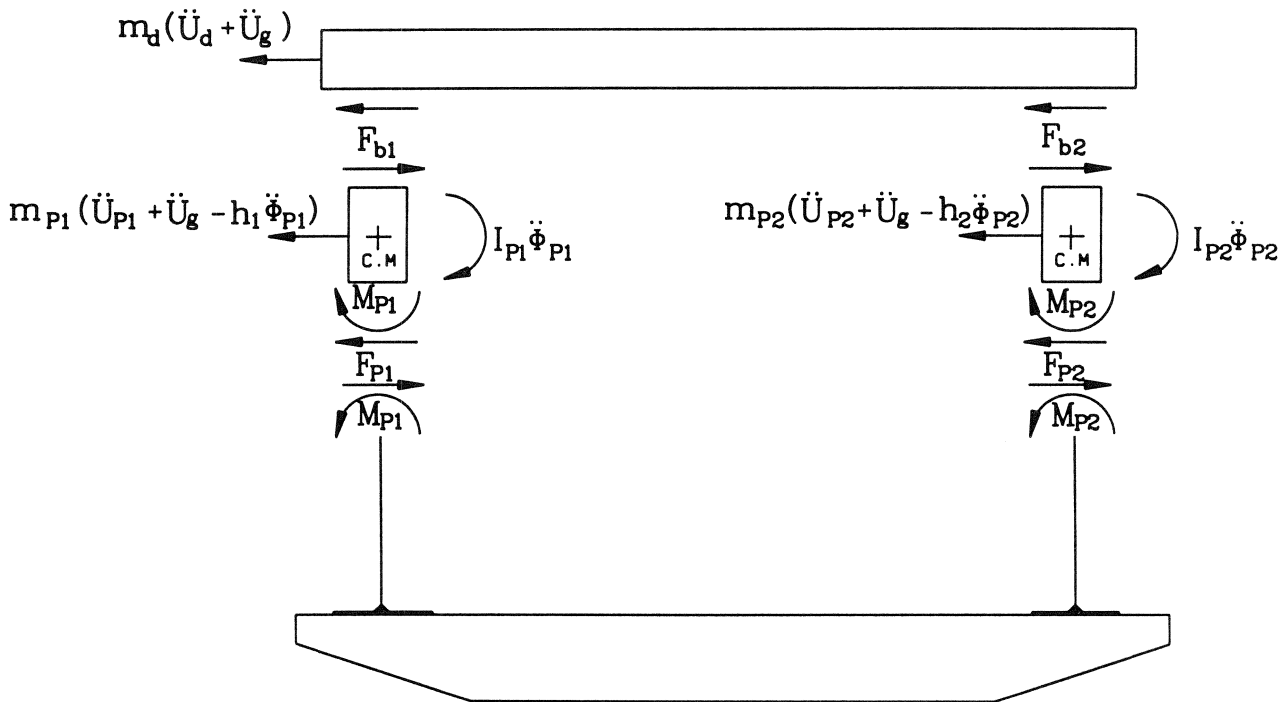 m_d(Ü_d + Ü_g)
F_b1
F_b2
m_P1(Ü_P1 + Ü_g - h_1Φ̈_P1)
m_P2(Ü_P2 + Ü_g - h_2Φ̈_P2)
C.M
I_P1Φ̈_P1
C.M
I_P2Φ̈_P2
M_P1
M_P2
F_P1
F_P2
M_P1
M_P2